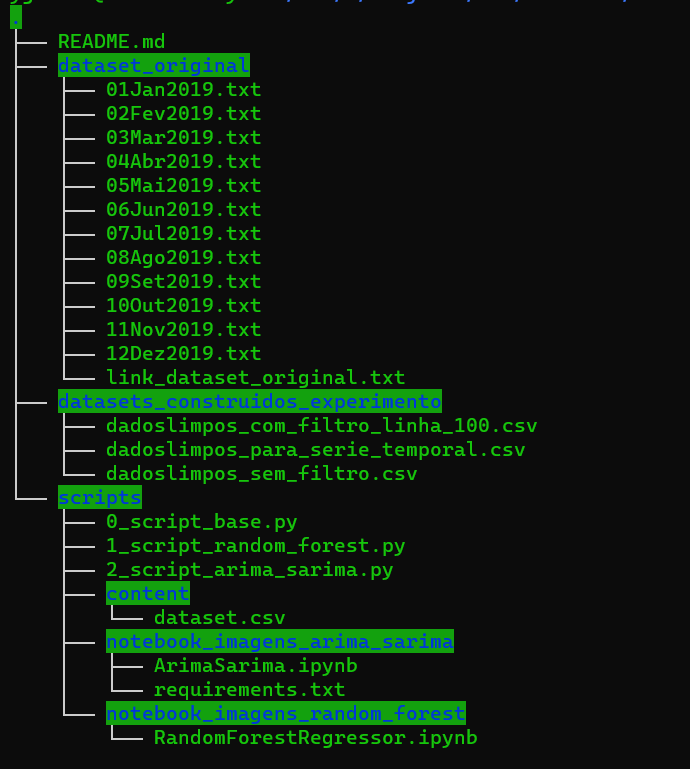 .
README.md
dataset_original
01Jan2019.txt
02Fev2019.txt
03Mar2019.txt
04Abr2019.txt
05Mai2019.txt
06Jun2019.txt
07Jul2019.txt
08Ago2019.txt
09Set2019.txt
10Out2019.txt
11Nov2019.txt
12Dez2019.txt
link_dataset_original.txt
datasets_construidos_experimento
dadoslimpos_com_filtro_linha_100.csv
dadoslimpos_para_serie_temporal.csv
dadoslimpos_sem_filtro.csv
scripts
0_script_base.py
1_script_random_forest.py
2_script_arima_sarima.py
content
dataset.csv
notebook_imagens_arima_sarima
ArimaSarima.ipynb
requirements.txt
notebook_imagens_random_forest
RandomForestRegressor.ipynb